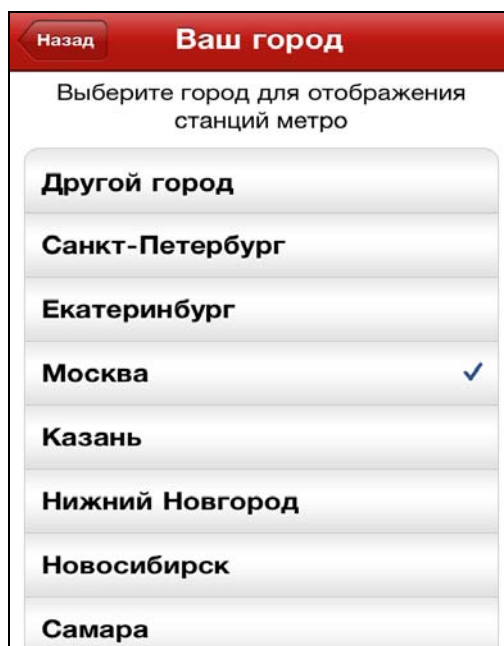 Назад
Ваш город
Выберите город для отображения
станций метро
Другой город
Санкт-Петербург
Екатеринбург
Москва
Казань
Нижний Новгород
Новосибирск
Самара